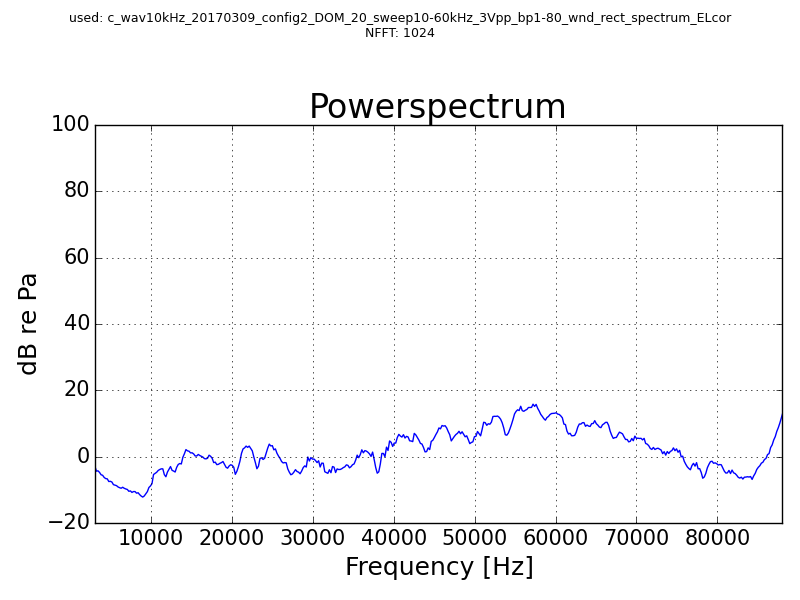 used: c_wav10kHz_20170309_config2_DOM_20_sweep10-60kHz_3Vpp_bp1-80_wnd_rect_spectrum_ELcor
NFFT: 1024
Powerspectrum
100
80
60
40
20
0
−20
dB re Pa
10000 20000 30000 40000 50000 60000 70000 80000
Frequency [Hz]